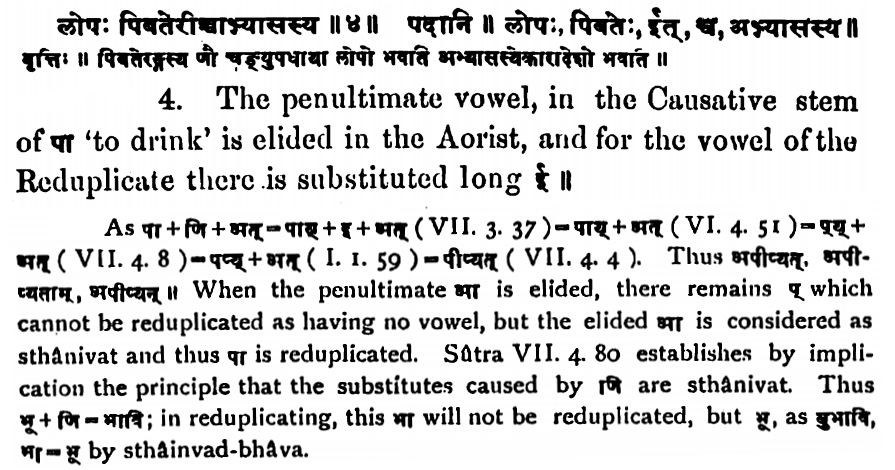 लोपः पिबतेरीच्चाभ्यासस्य ॥४॥ पदानि ॥ लोपः, पिबतेः, ईत्, च, अभ्यासस्य॥
वृत्तिः ॥ पिबतेरङ्गस्य णौ चङ्युपधाया लोपो भवति अभ्यासस्येकारादेशो भवति ॥
4. The penultimate vowel, in the Causative stem
of पा 'to drink' is elided in the Aorist, and for the vowel of the
Reduplicate there is substituted long ई ॥
As पा + णि + अत् = पाय् + इ + अत् ( VII. 3. 37 ) = पाय् + अत् ( VI. 4. 51 ) = प्य् +
अत् ( VII. 4. 8 ) = पप्य् + अत् ( I. 1. 59 ) = पीप्यत् ( VII. 4. 4 ). Thus अपीप्यत्, अपी-
प्यताम्, अपीप्यन् ॥ When the penultimate आ is elided, there remains प् which
cannot be reduplicated as having no vowel, but the elided आ is considered as
sthânivat and thus पा is reduplicated. Sûtra VII. 4. 80 establishes by impli-
cation the principle that the substitutes caused by णि are sthânivat. Thus
भू + णि = भावि; in reduplicating, this भा will not be reduplicated, but भू, as बुभावि,
भा = भू by sthâinvad-bhâva.